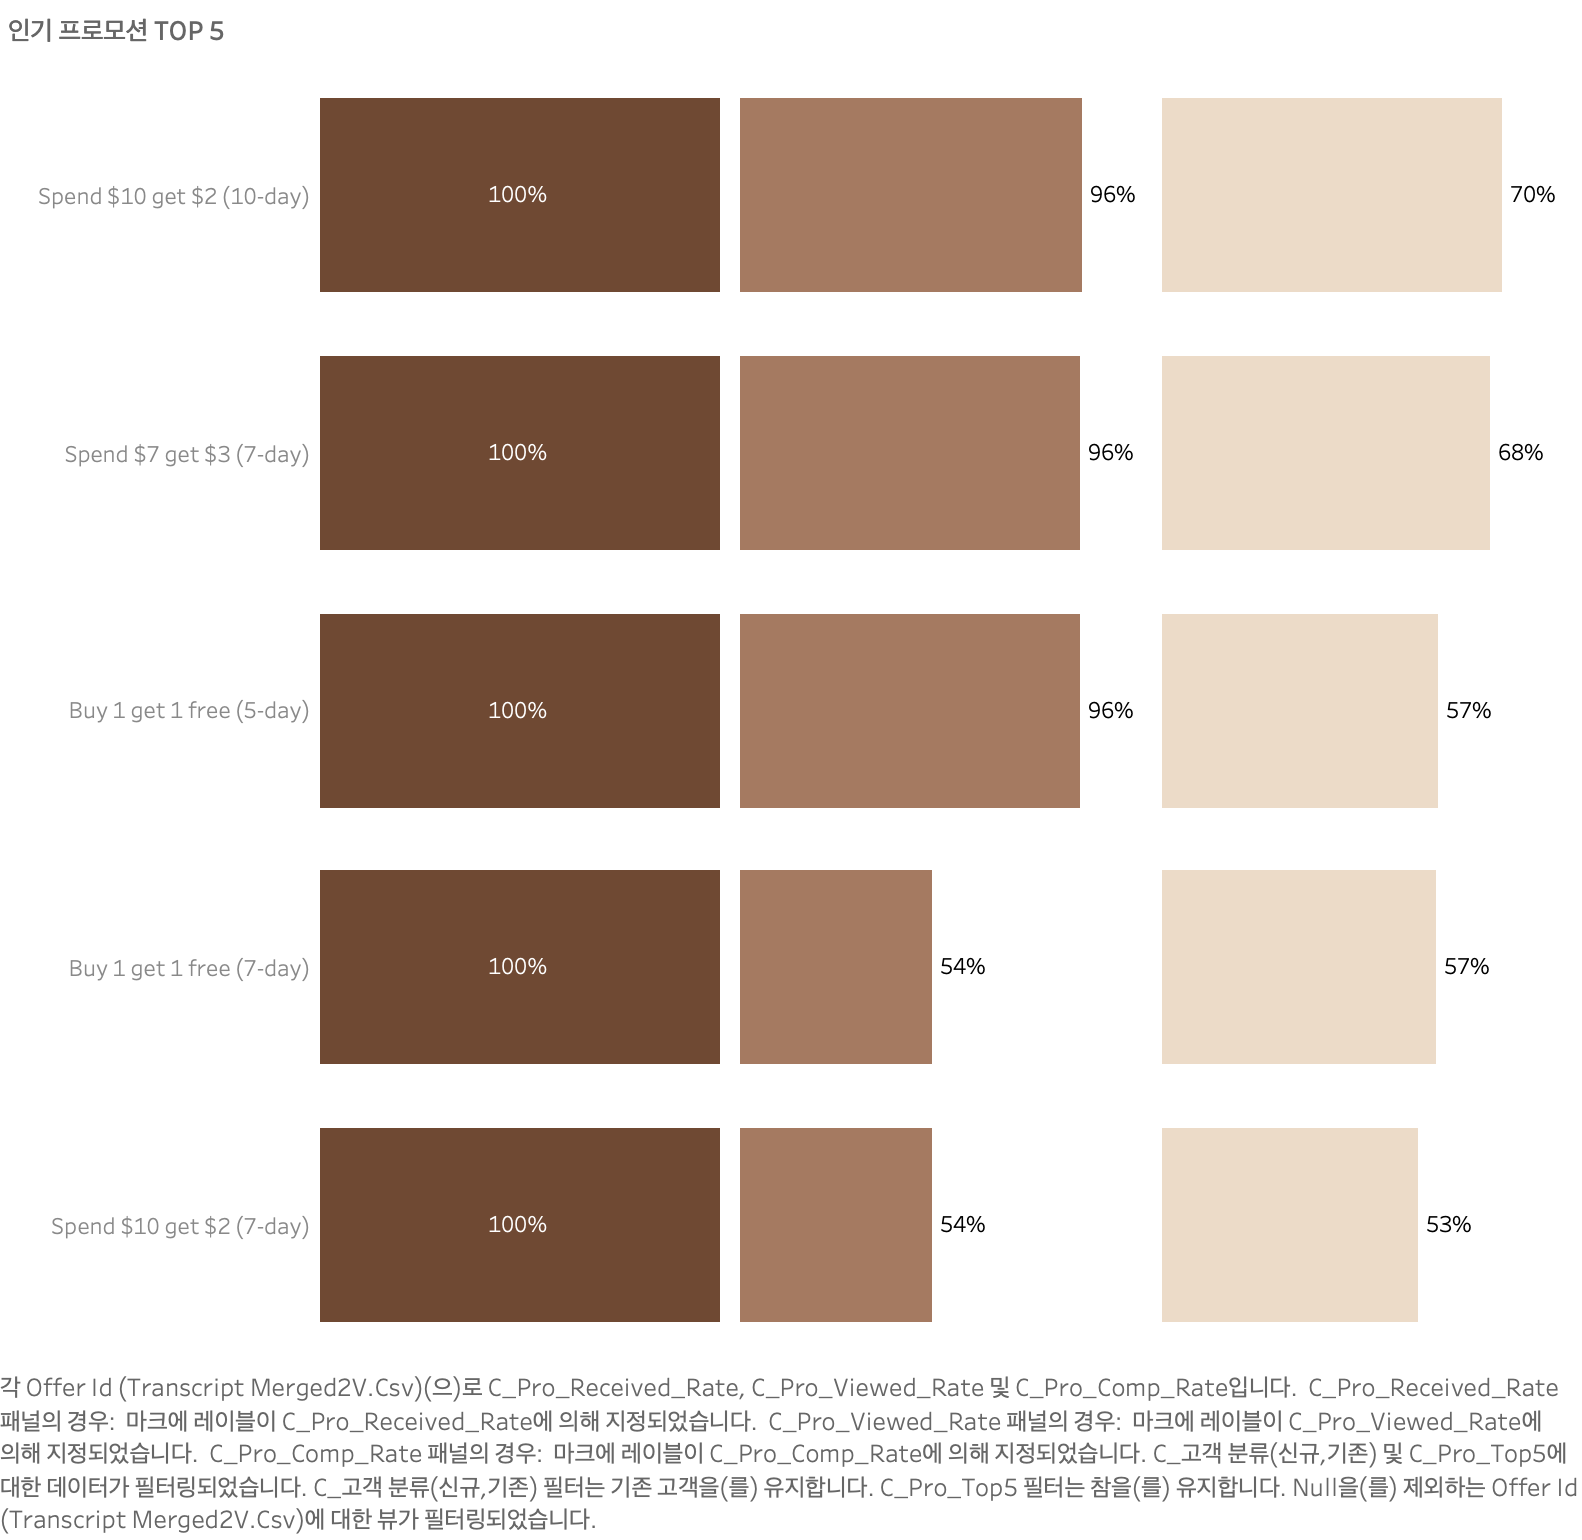 인기 프로모션 TOP 5
Spend $10 get $2 (10-day) 100% 96% 70%
Spend $7 get $3 (7-day) 100% 96% 68%
Buy 1 get 1 free (5-day) 100% 96% 57%
Buy 1 get 1 free (7-day) 100% 54% 57%
Spend $10 get $2 (7-day) 100% 54% 53%
각 Offer Id (Transcript Merged2V.Csv)(으)로 C_Pro_Received_Rate, C_Pro_Viewed_Rate 및 C_Pro_Comp_Rate입니다. C_Pro_Received_Rate
패널의 경우: 마크에 레이블이 C_Pro_Received_Rate에 의해 지정되었습니다. C_Pro_Viewed_Rate 패널의 경우: 마크에 레이블이 C_Pro_Viewed_Rate에
의해 지정되었습니다. C_Pro_Comp_Rate 패널의 경우: 마크에 레이블이 C_Pro_Comp_Rate에 의해 지정되었습니다. C_고객 분류(신규,기존) 및 C_Pro_Top5에
대한 데이터가 필터링되었습니다. C_고객 분류(신규,기존) 필터는 기존 고객을(를) 유지합니다. C_Pro_Top5 필터는 참을(를) 유지합니다. Null을(를) 제외하는 Offer Id
(Transcript Merged2V.Csv)에 대한 뷰가 필터링되었습니다.